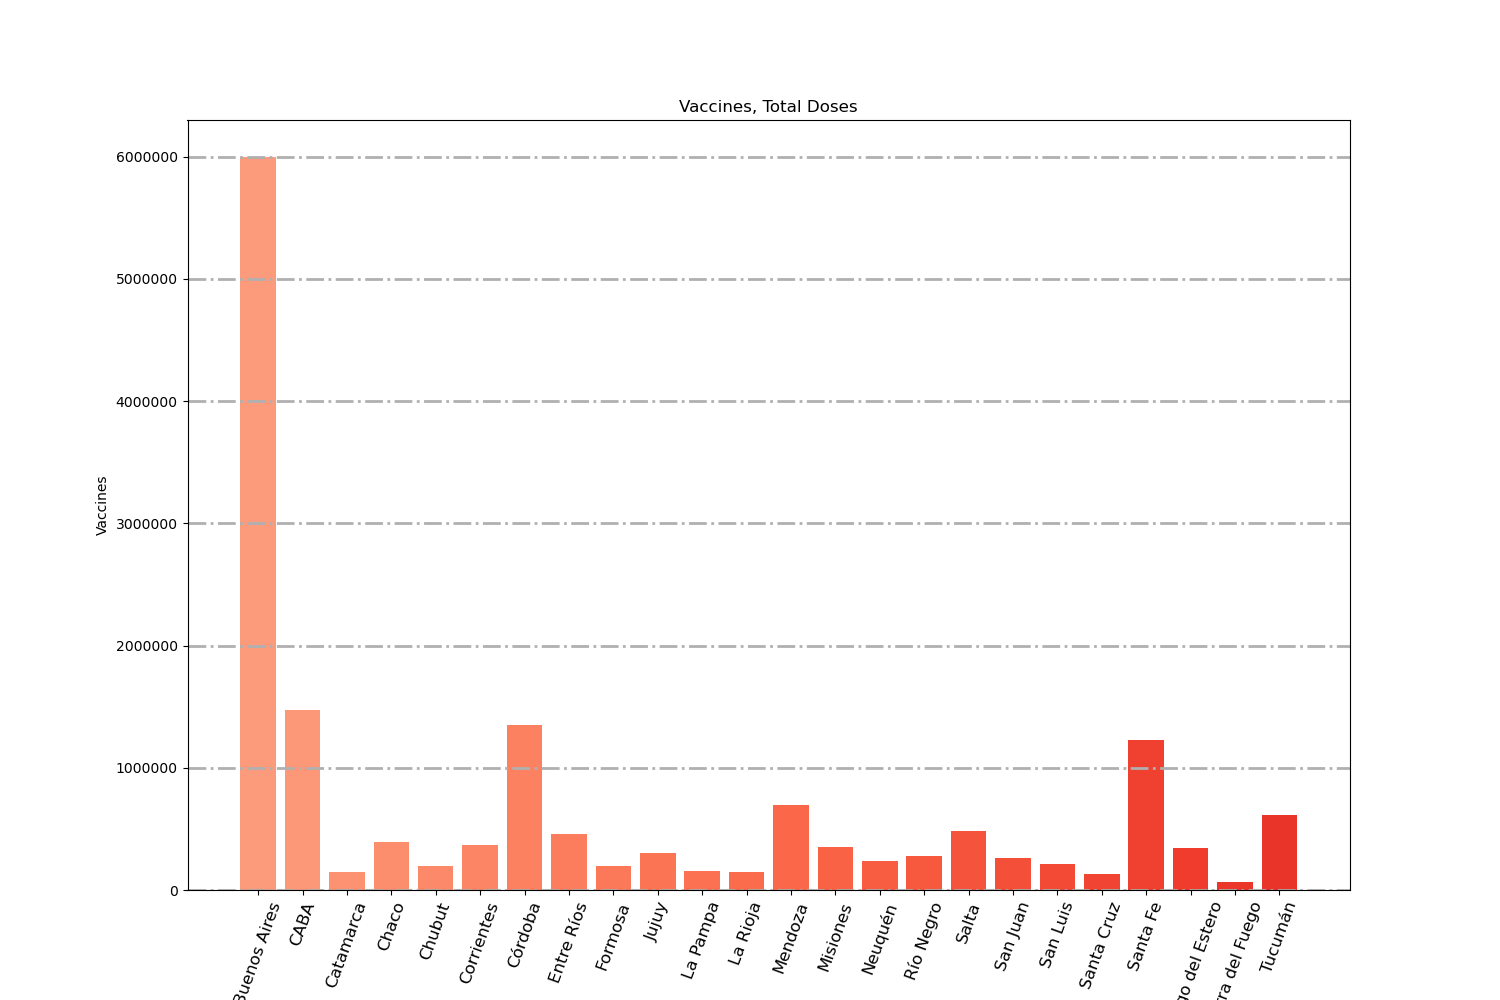 Vaccines, Total Doses
Vaccines
6000000
5000000
4000000
3000000
2000000
1000000
0
Buenos Aires
CABA
Catamarca
Chaco
Chubut
Corrientes
Córdoba
Entre Ríos
Formosa
Jujuy
La Pampa
La Rioja
Mendoza
Misiones
Neuquén
Río Negro
Salta
San Juan
San Luis
Santa Cruz
Santa Fe
go del Estero
rra del Fuego
Tucumán